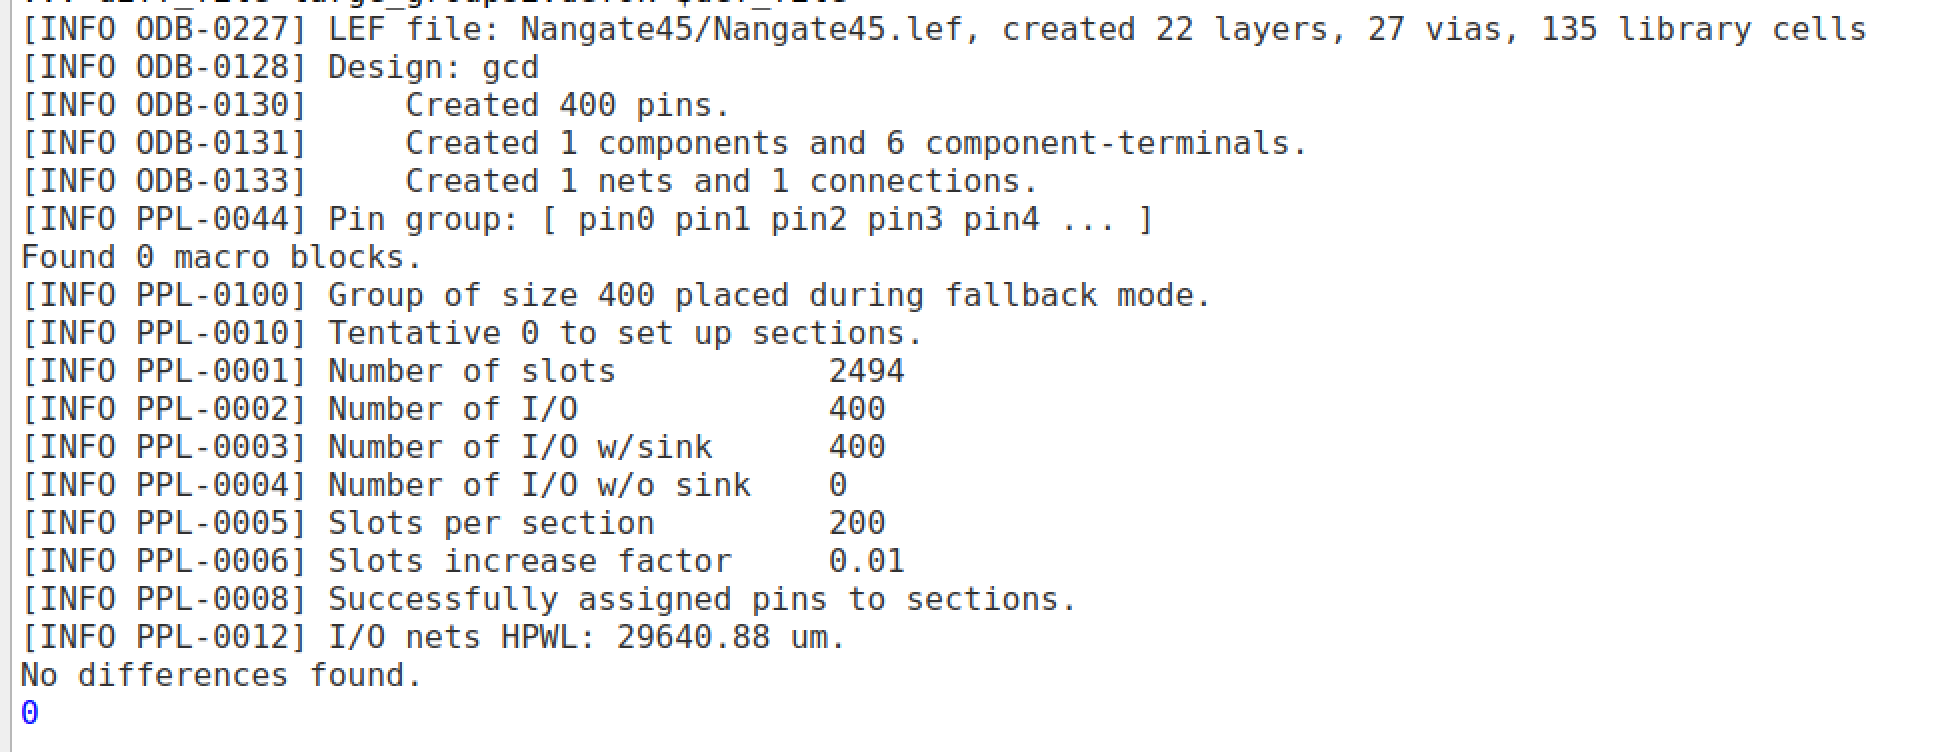 [INFO ODB-0227] LEF file: Nangate45/Nangate45.lef, created 22 layers, 27 vias, 135 library cells
[INFO ODB-0128] Design: gcd
[INFO ODB-0130]     Created 400 pins.
[INFO ODB-0131]     Created 1 components and 6 component-terminals.
[INFO ODB-0133]     Created 1 nets and 1 connections.
[INFO PPL-0044] Pin group: [ pin0 pin1 pin2 pin3 pin4 ... ]
Found 0 macro blocks.
[INFO PPL-0100] Group of size 400 placed during fallback mode.
[INFO PPL-0010] Tentative 0 to set up sections.
[INFO PPL-0001] Number of slots           2494
[INFO PPL-0002] Number of I/O             400
[INFO PPL-0003] Number of I/O w/sink      400
[INFO PPL-0004] Number of I/O w/o sink    0
[INFO PPL-0005] Slots per section         200
[INFO PPL-0006] Slots increase factor     0.01
[INFO PPL-0008] Successfully assigned pins to sections.
[INFO PPL-0012] I/O nets HPWL: 29640.88 um.
No differences found.
0